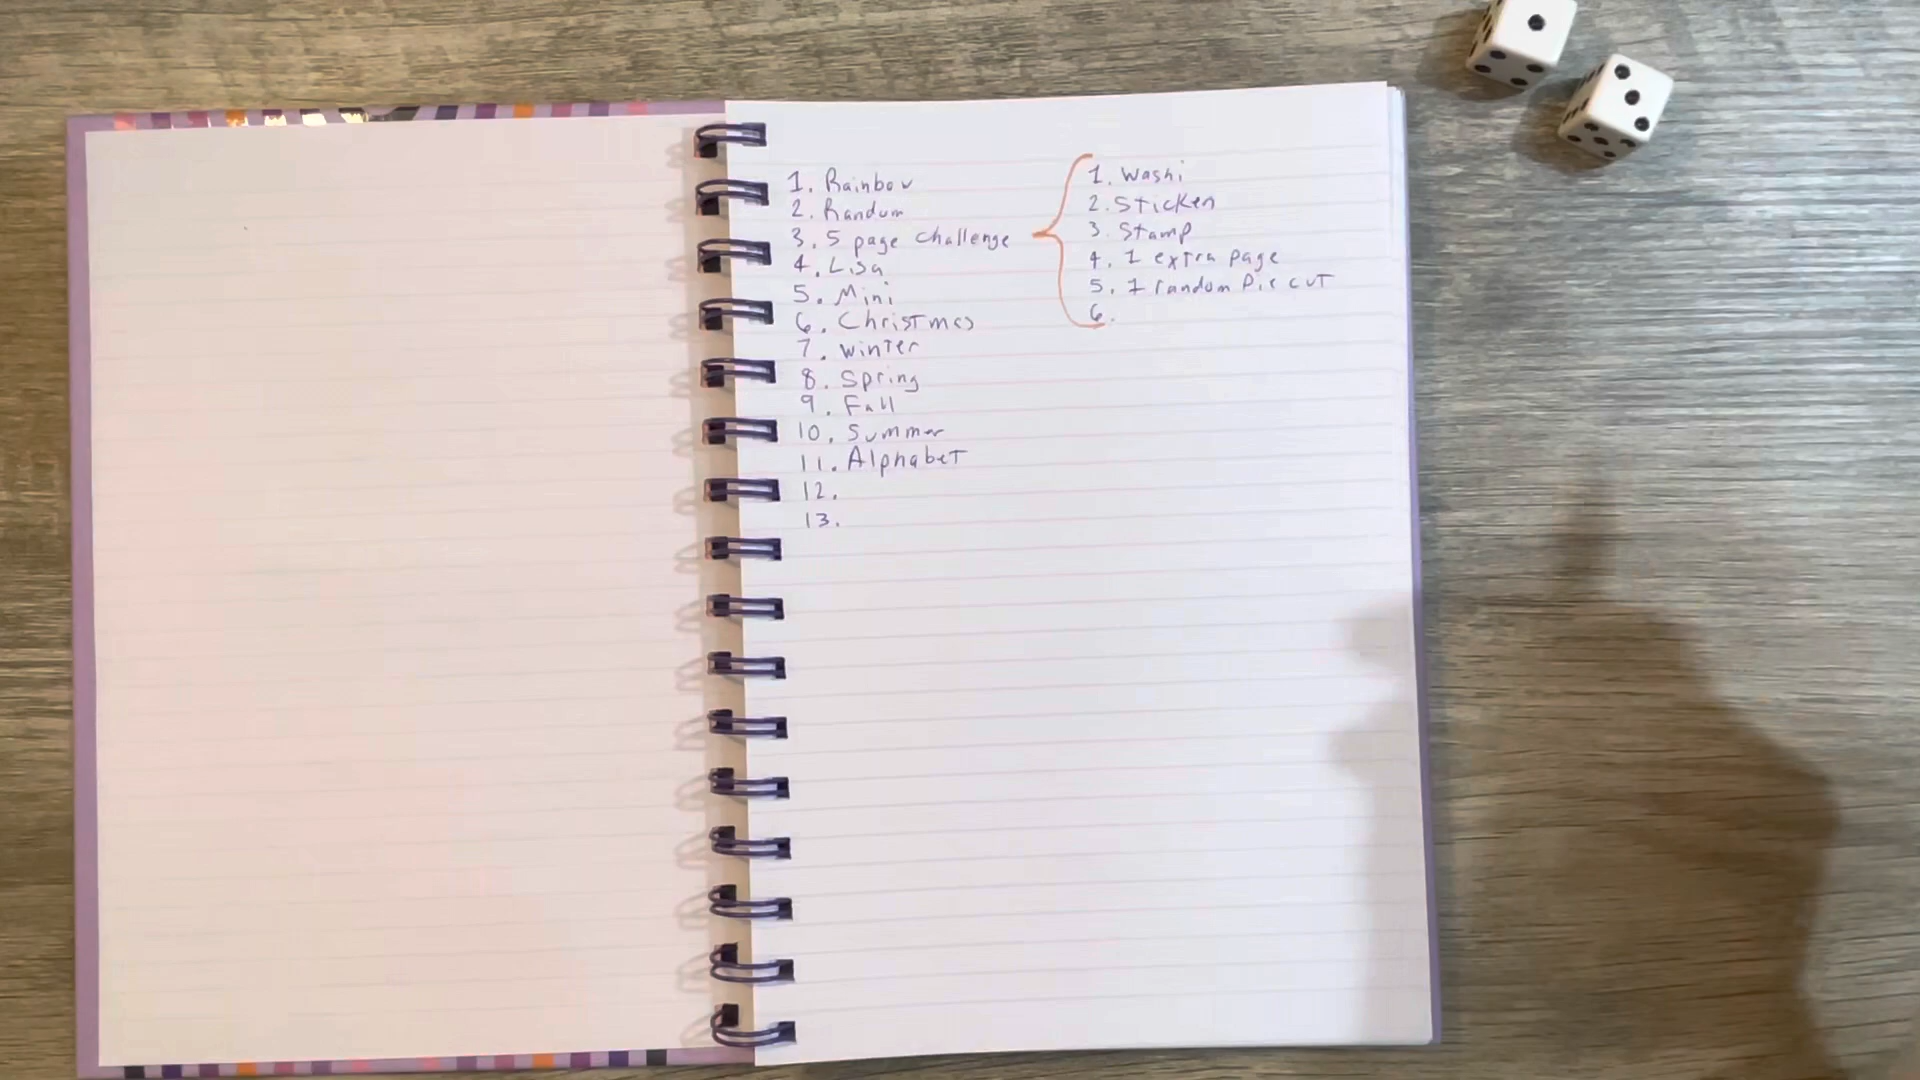 1. Rainbow
2. Random
3. 5 page challenge
4. Lisa
5. Mini
6. Christmas
7. Winter
8. Spring
9. Fall
10. Summer
11. Alphabet
12.
13.
1. Washi
2. Sticker
3. Stamp
4. 1 extra page
5. 1 random Pie cut
6.